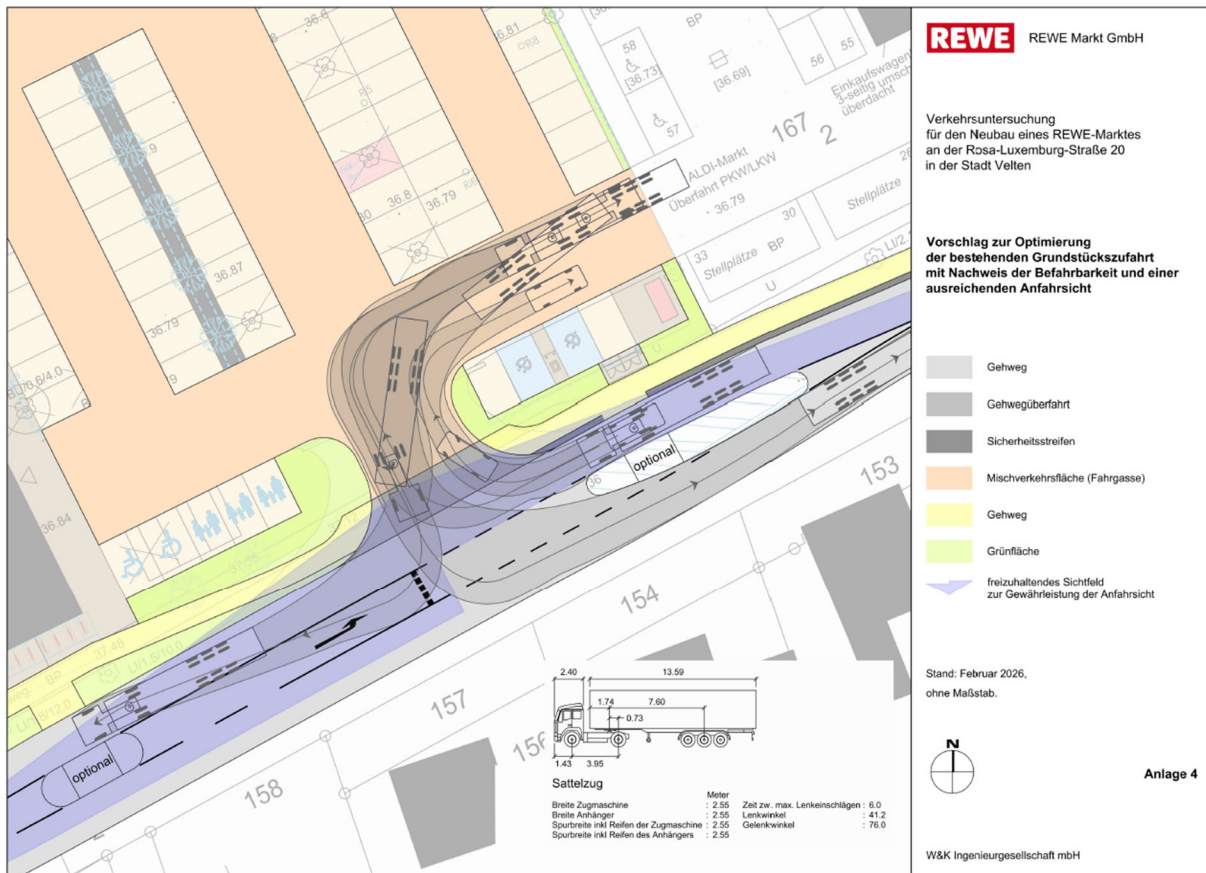 REWE REWE Markt GmbH
Verkehrsuntersuchung
für den Neubau eines REWE-Marktes
an der Rosa-Luxemburg-Straße 20
in der Stadt Velten
Vorschlag zur Optimierung
der bestehenden Grundstückszufahrt
mit Nachweis der Befahrbarkeit und einer
ausreichenden Anfahrsicht
Gehweg
Gehwegüberfahrt
Sicherheitsstreifen
Mischverkehrsfläche (Fahrgasse)
Gehweg
Grünfläche
freizuhaltendes Sichtfeld
zur Gewährleistung der Anfahrsicht
Stand: Februar 2026,
ohne Maßstab.
N
Anlage 4
W&K Ingenieurgesellschaft mbH
36.81
58
BP
[36.73]
[36.69]
57
56
55
Einkaufswagen
3-seitig umsch
überdacht
167
2
ALDI-Markt
Überfahrt PKW/LKW
36.79
33
Stellplätze
BP
30
Stellplätze
U
36.8
36.79
36.87
36.79
36.84
37.48
BP
LI/1.5/10.0
optional
optional
36
153
154
157
156
158
2.40
13.59
1.74
7.60
0.73
1.43
3.95
Sattelzug
Meter
Breite Zugmaschine : 2.55
Breite Anhänger : 2.55
Spurbreite inkl Reifen der Zugmaschine : 2.55
Spurbreite inkl Reifen des Anhängers : 2.55
Zeit zw. max. Lenkeinschlägen : 6.0
Lenkwinkel : 41.2
Gelenkwinkel : 76.0